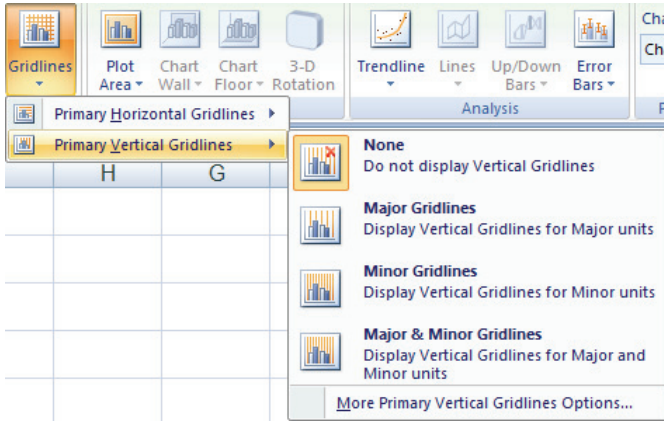 Gridlines
Plot
Area
Chart
Wall
Chart
Floor
3-D
Rotation
Trendline
Lines
Up/Down
Bars
Error
Bars
Cha
Ch
Analysis
Primary Horizontal Gridlines
Primary Vertical Gridlines
H
G
None
Do not display Vertical Gridlines
Major Gridlines
Display Vertical Gridlines for Major units
Minor Gridlines
Display Vertical Gridlines for Minor units
Major & Minor Gridlines
Display Vertical Gridlines for Major and
Minor units
More Primary Vertical Gridlines Options...